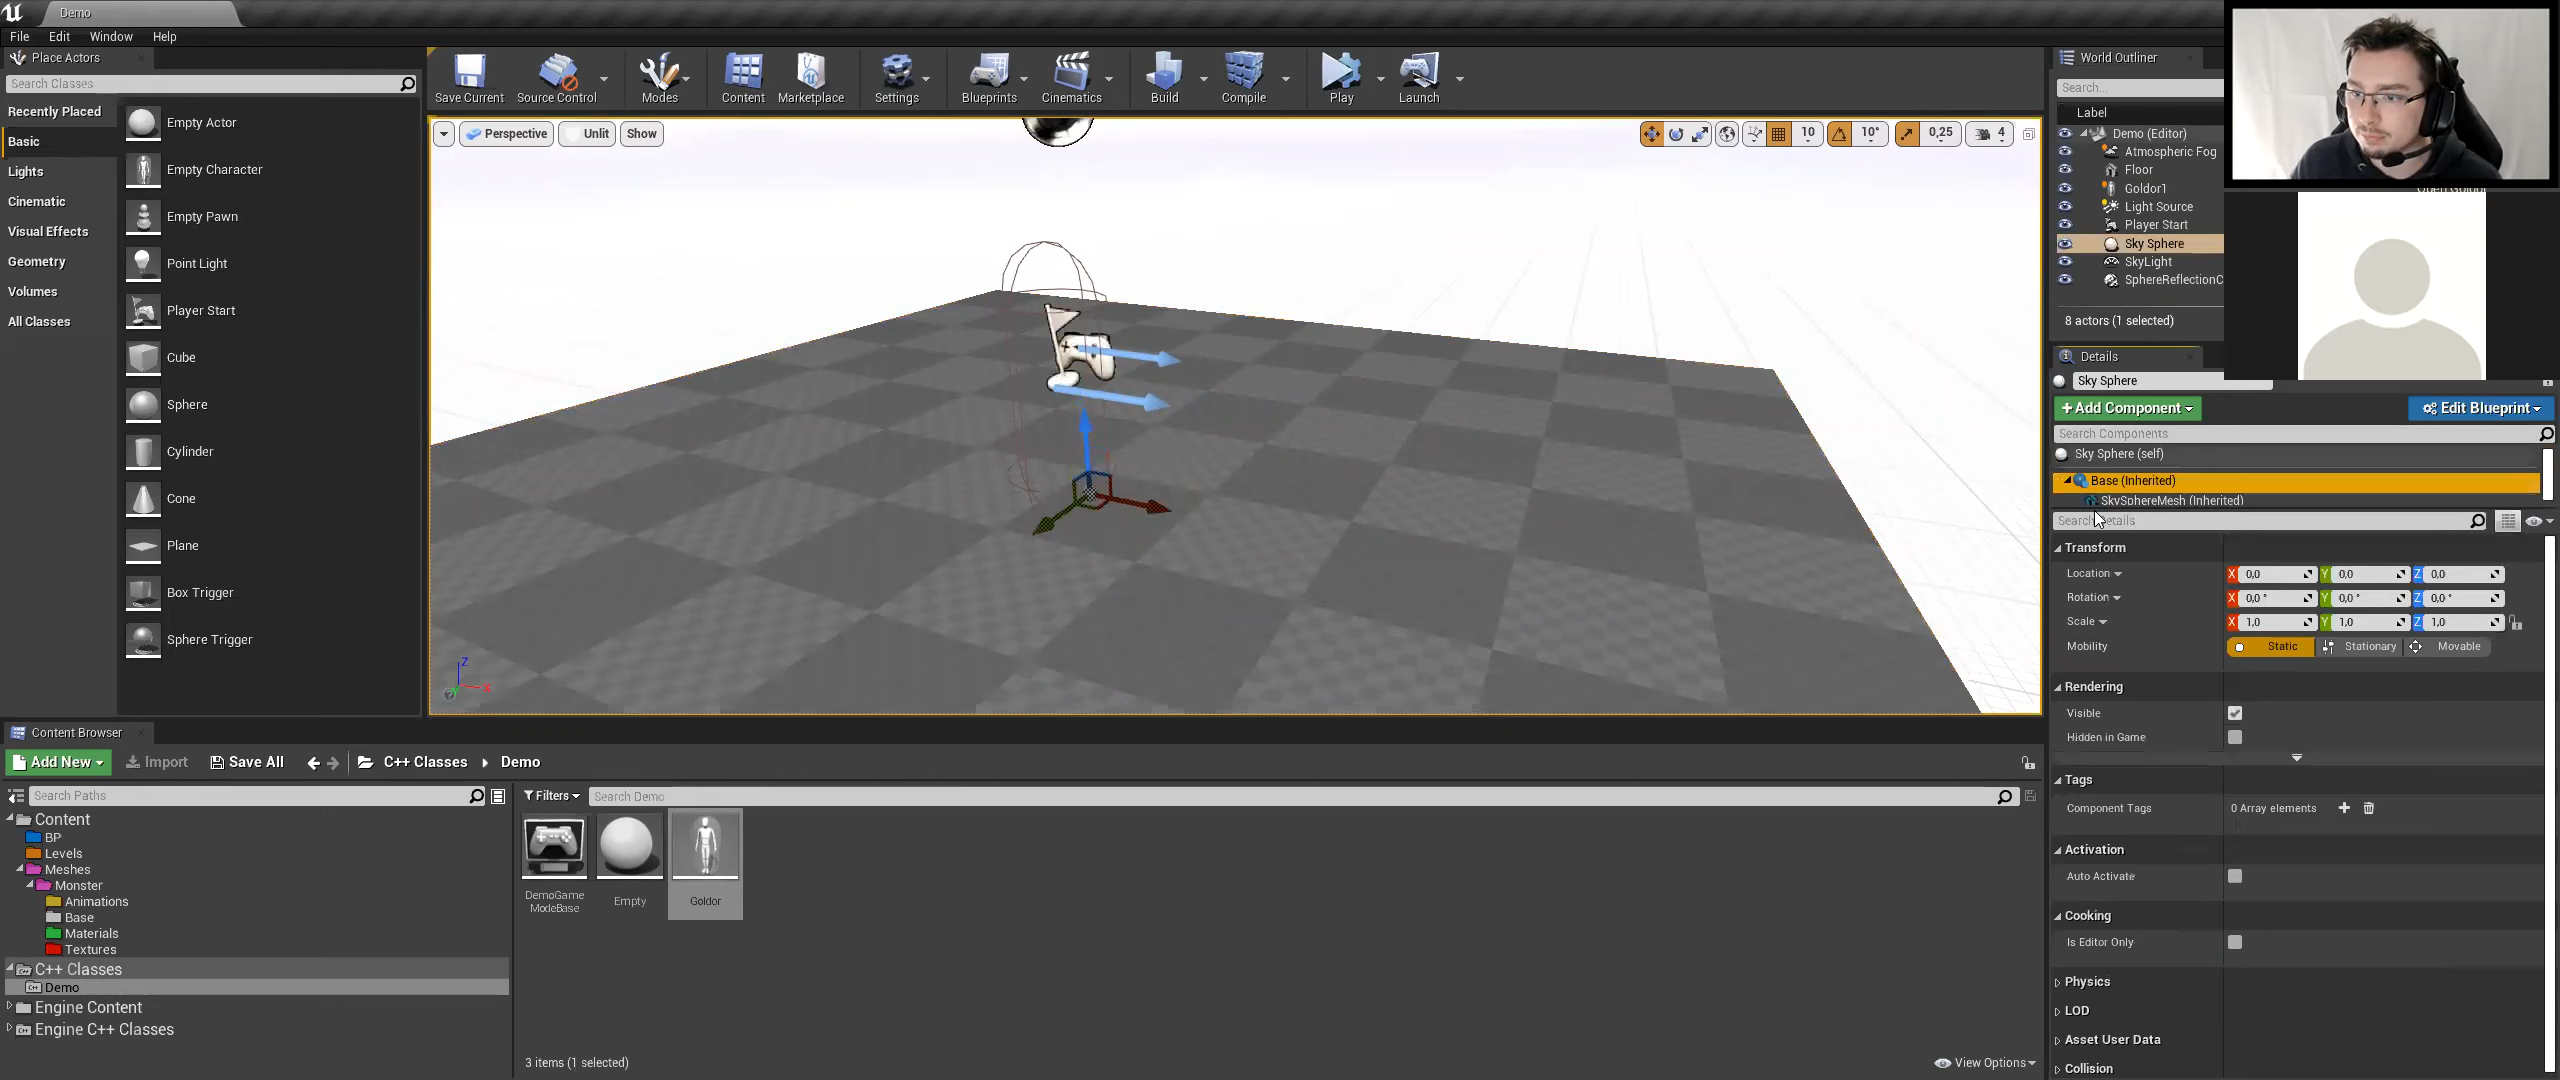 Demo
File Edit Window Help
Place Actors
Search Classes
Recently Placed
Basic
Lights
Cinematic
Visual Effects
Geometry
Volumes
All Classes
Empty Actor
Empty Character
Empty Pawn
Point Light
Player Start
Cube
Sphere
Cylinder
Cone
Plane
Box Trigger
Sphere Trigger
Save Current Source Control Modes Content Marketplace Settings Blueprints Cinematics Build Compile Play Launch
Perspective Unlit Show
10 10° 0,25 4
Z
X
World Outliner
Search...
Label
Demo (Editor)
Atmospheric Fog
Floor
Goldor1
Light Source
Player Start
Sky Sphere
SkyLight
SphereReflectionC
8 actors (1 selected)
Details
Sky Sphere
+Add Component Edit Blueprint
Search Components
Sky Sphere (self)
Base (Inherited)
SkySphereMesh (Inherited)
Search Details
Transform
Location X 0,0 Y 0,0 Z 0,0
Rotation X 0,0 ° Y 0,0 ° Z 0,0 °
Scale X 1,0 Y 1,0 Z 1,0
Mobility Static Stationary Movable
Rendering
Visible
Hidden in Game
Tags
Component Tags 0 Array elements
Activation
Auto Activate
Cooking
Is Editor Only
Physics
LOD
Asset User Data
Collision
Content Browser
Add New Import Save All C++ Classes Demo
Search Paths
Filters Search Demo
Content
BP
Levels
Meshes
Monster
Animations
Base
Materials
Textures
C++ Classes
Demo
Engine Content
Engine C++ Classes
DemoGame
ModeBase
Empty
Goldor
3 items (1 selected)
View Options